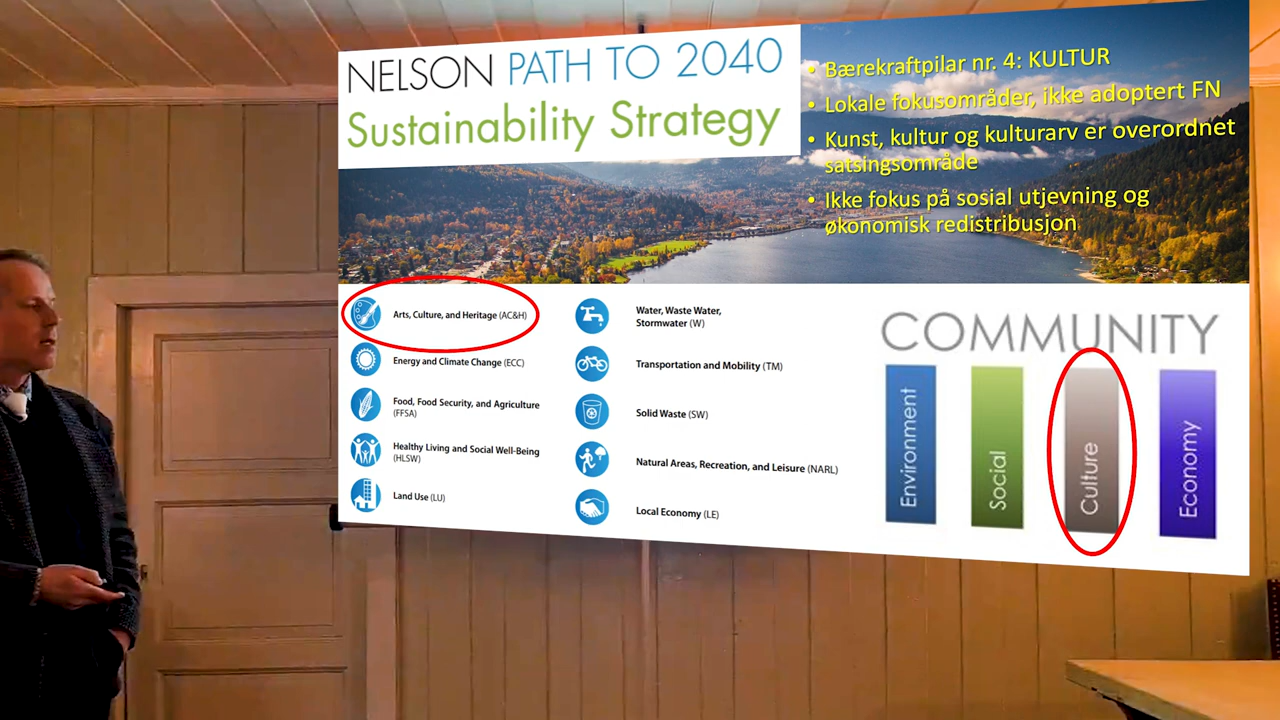 NELSON PATH TO 2040
Sustainability Strategy
• Bærekraftpilar nr. 4: KULTUR
• Lokale fokusområder, ikke adoptert FN
• Kunst, kultur og kulturarv er overordnet
satsingsområde
• Ikke fokus på sosial utjevning og
økonomisk redistribusjon
Arts, Culture, and Heritage (AC&H)
Energy and Climate Change (ECC)
Food, Food Security, and Agriculture
(FFSA)
Healthy Living and Social Well-Being
(HLSW)
Land Use (LU)
Water, Waste Water,
Stormwater (W)
Transportation and Mobility (TM)
Solid Waste (SW)
Natural Areas, Recreation, and Leisure (NARL)
Local Economy (LE)
COMMUNITY
Environment
Social
Culture
Economy